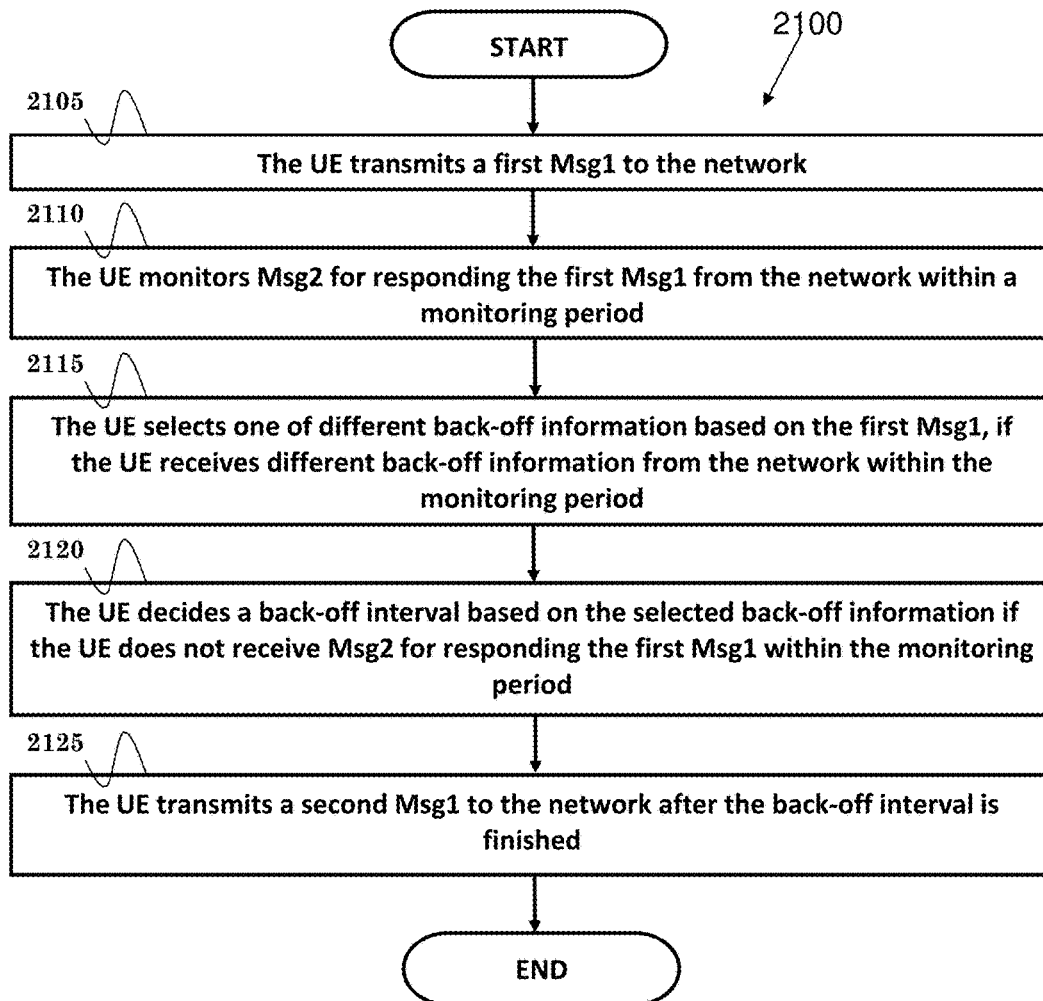 START
2100
2105
The UE transmits a first Msg1 to the network
2110
The UE monitors Msg2 for responding the first Msg1 from the network within a
monitoring period
2115
The UE selects one of different back-off information based on the first Msg1, if
the UE receives different back-off information from the network within the
monitoring period
2120
The UE decides a back-off interval based on the selected back-off information if
the UE does not receive Msg2 for responding the first Msg1 within the monitoring
period
2125
The UE transmits a second Msg1 to the network after the back-off interval is
finished
END